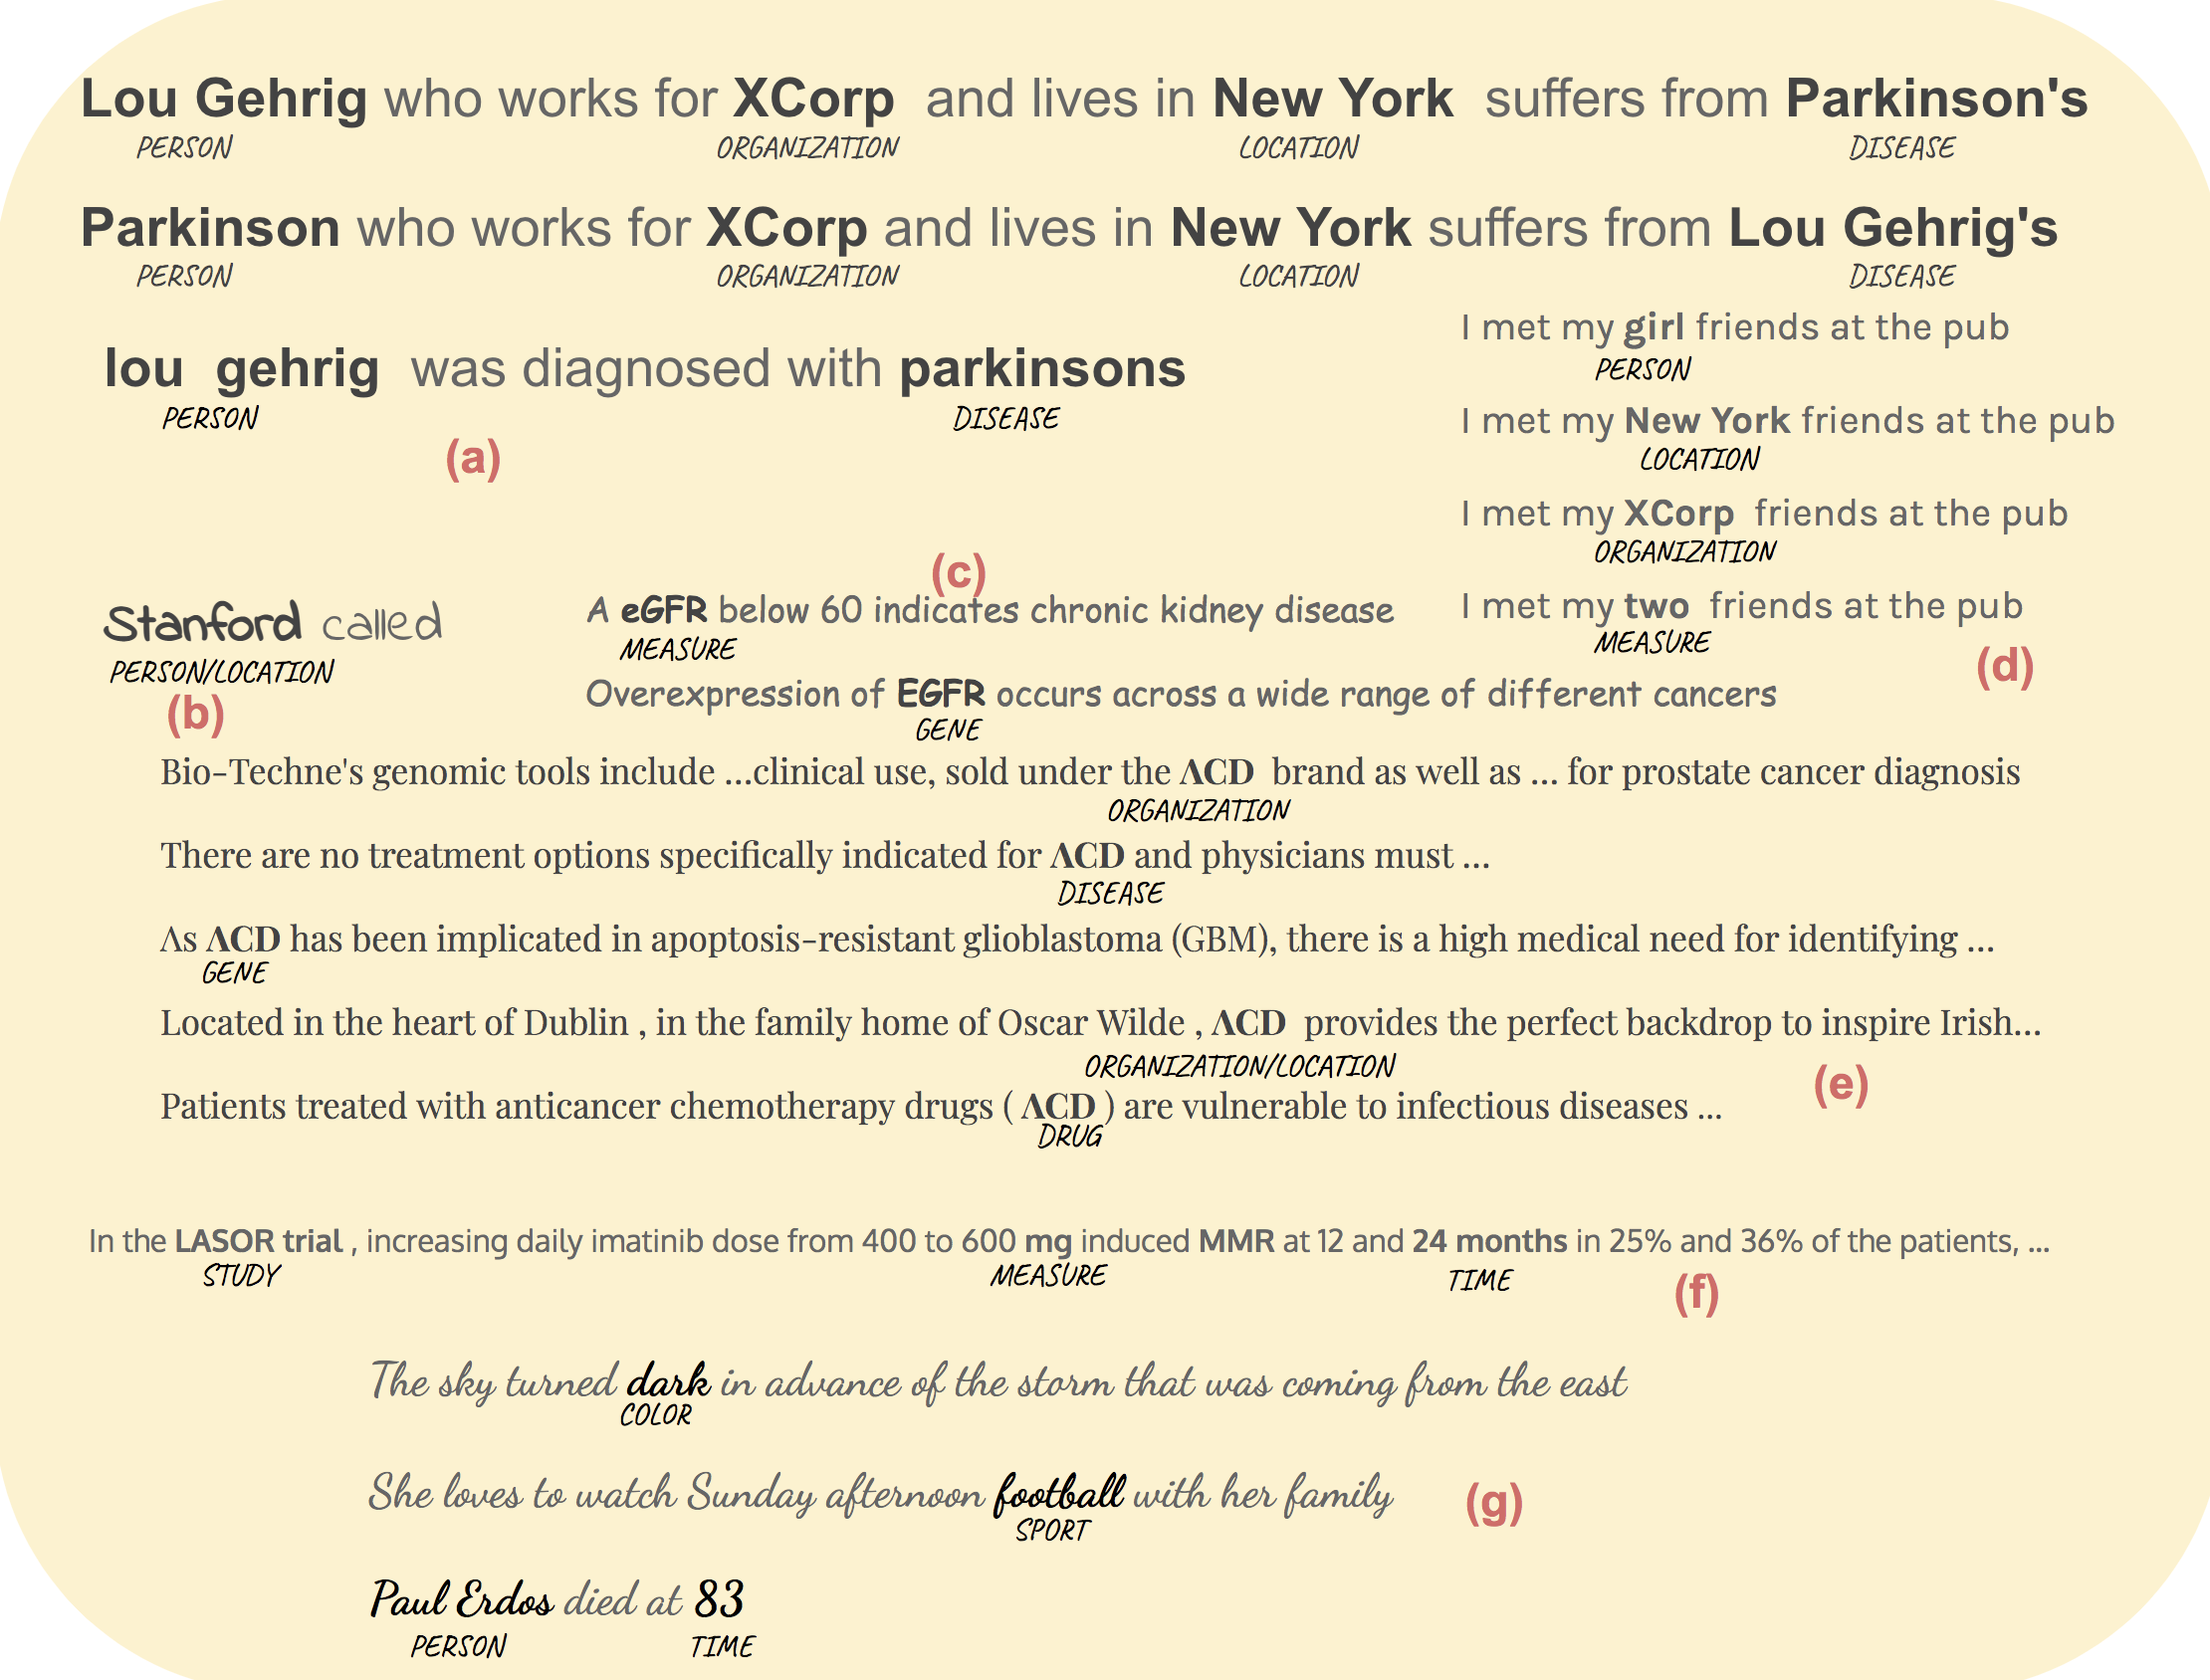 Lou Gehrig who works for XCorp and lives in New York suffers from Parkinson's
PERSON ORGANIZATION LOCATION DISEASE
Parkinson who works for XCorp and lives in New York suffers from Lou Gehrig's
PERSON ORGANIZATION LOCATION DISEASE
lou gehrig was diagnosed with parkinsons
PERSON DISEASE
(a)
I met my girl friends at the pub
PERSON
I met my New York friends at the pub
LOCATION
I met my XCorp friends at the pub
ORGANIZATION
I met my two friends at the pub
MEASURE
(d)
Stanford called
PERSON/LOCATION
(b)
(c)
A eGFR below 60 indicates chronic kidney disease
MEASURE
Overexpression of EGFR occurs across a wide range of different cancers
GENE
Bio-Techne's genomic tools include ...clinical use, sold under the ACD brand as well as ... for prostate cancer diagnosis
ORGANIZATION
There are no treatment options specifically indicated for ACD and physicians must ...
DISEASE
As ACD has been implicated in apoptosis-resistant glioblastoma (GBM), there is a high medical need for identifying ...
GENE
Located in the heart of Dublin , in the family home of Oscar Wilde , ACD provides the perfect backdrop to inspire Irish...
ORGANIZATION/LOCATION
(e)
Patients treated with anticancer chemotherapy drugs ( ACD ) are vulnerable to infectious diseases ...
DRUG
In the LASOR trial , increasing daily imatinib dose from 400 to 600 mg induced MMR at 12 and 24 months in 25% and 36% of the patients, ...
STUDY MEASURE TIME
(f)
The sky turned dark in advance of the storm that was coming from the east
COLOR
She loves to watch Sunday afternoon football with her family
SPORT
(g)
Paul Erdos died at 83
PERSON TIME